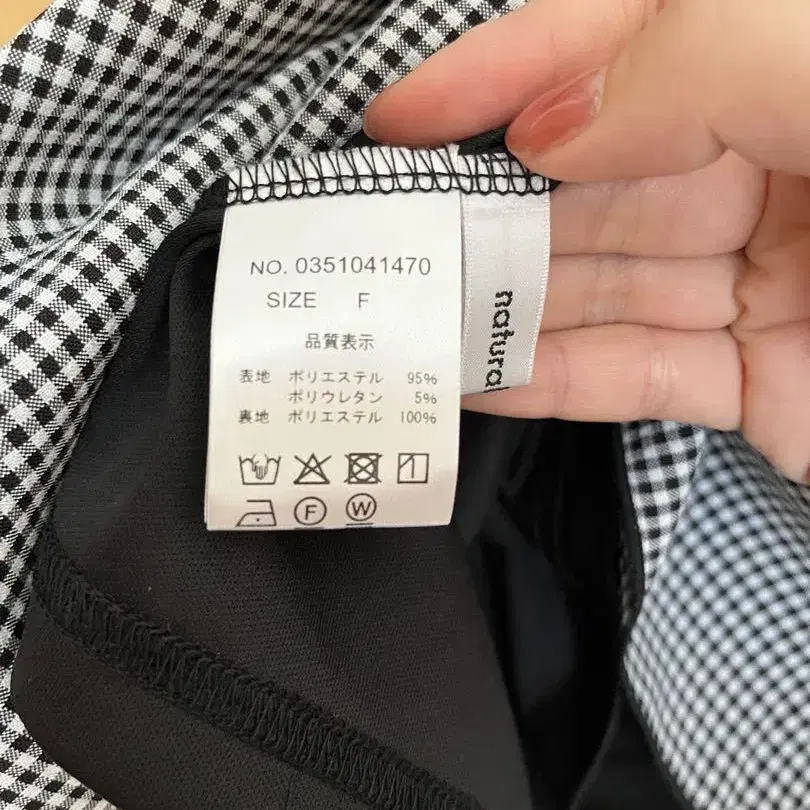 NO. 0351041470
SIZE F
品質表示
表地 ポリエステル 95%
ポリウレタン 5%
裏地 ポリエステル 100%
F W
natural